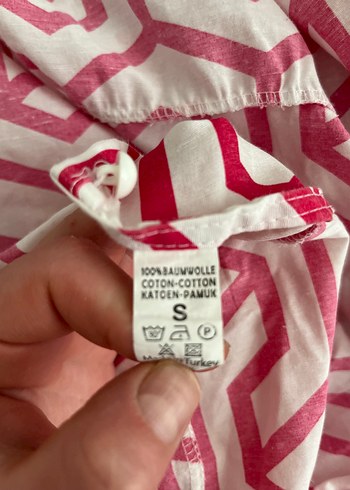 100%BAUMWOLLE
COTON-COTTON
KATOEN-PAMUK
S
P
Turkey